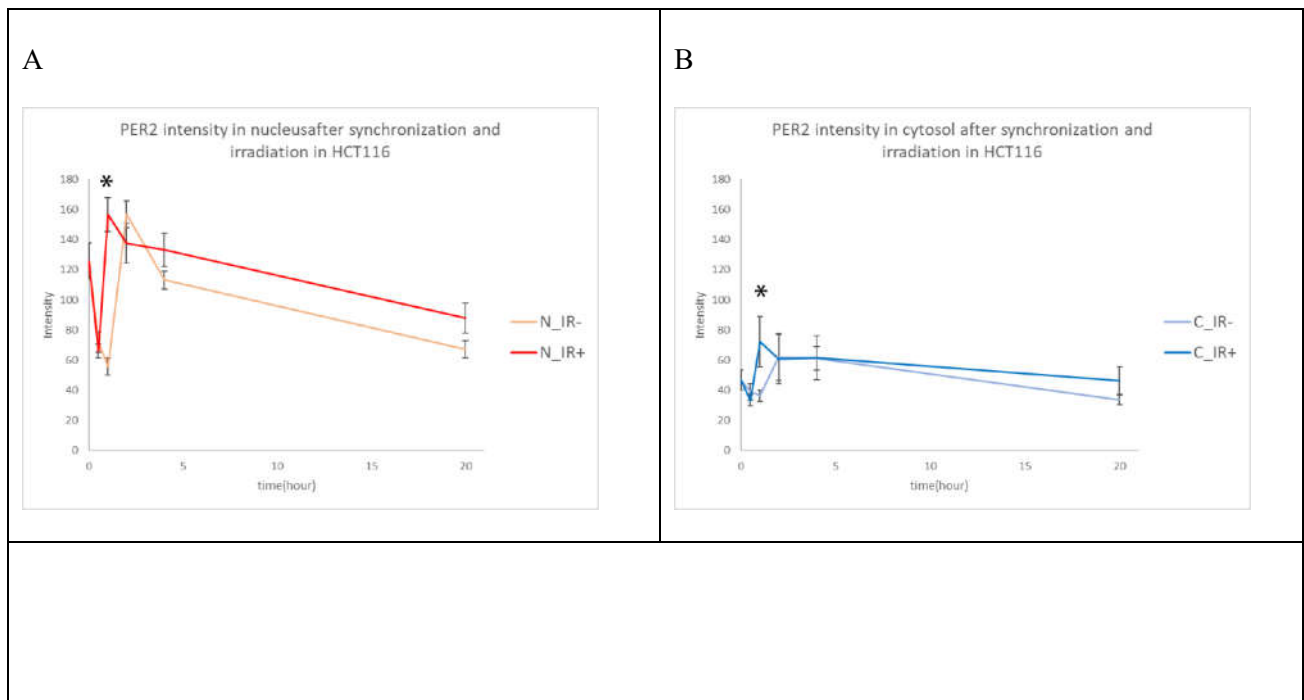 A
PER2 intensity in nucleusafter synchronization and
irradiation in HCT116
*
180
160
140
120
100
80
60
40
20
0
Intensity
0
5
10
15
20
time(hour)
N_IR-
N_IR+
B
PER2 intensity in cytosol after synchronization and
irradiation in HCT116
*
180
160
140
120
100
80
60
40
20
0
Intensity
0
5
10
15
20
time(hour)
C_IR-
C_IR+